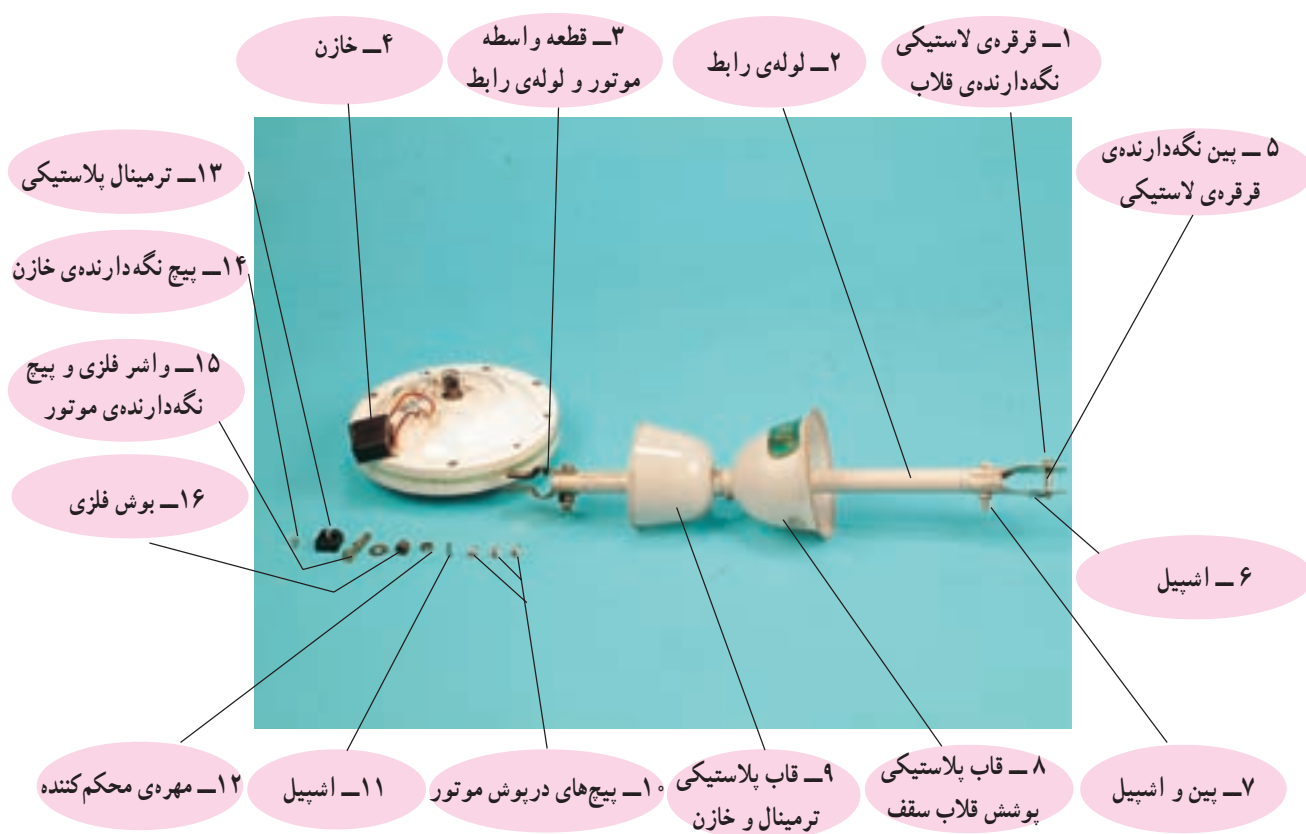 ۱ــ قرقره‌ی لاستیکی
نگه‌دارنده‌ی قلاب
۲ــ لوله‌ی رابط
۳ــ قطعه واسطه
موتور و لوله‌ی رابط
۴ــ خازن
۵ ــ پین نگه‌دارنده‌ی
قرقره‌ی لاستیکی
۶ ــ اشپیل
۷ــ پین و اشپیل
۸ ــ قاب پلاستیکی
پوشش قلاب سقف
۹ــ قاب پلاستیکی
ترمینال و خازن
۱۰ــ پیچ‌های درپوش موتور
۱۱ــ اشپیل
۱۲ــ مهره‌ی محکم‌کننده
۱۳ــ ترمینال پلاستیکی
۱۴ــ پیچ نگه‌دارنده‌ی خازن
۱۵ــ واشر فلزی و پیچ
نگه‌دارنده‌ی موتور
۱۶ــ بوش فلزی